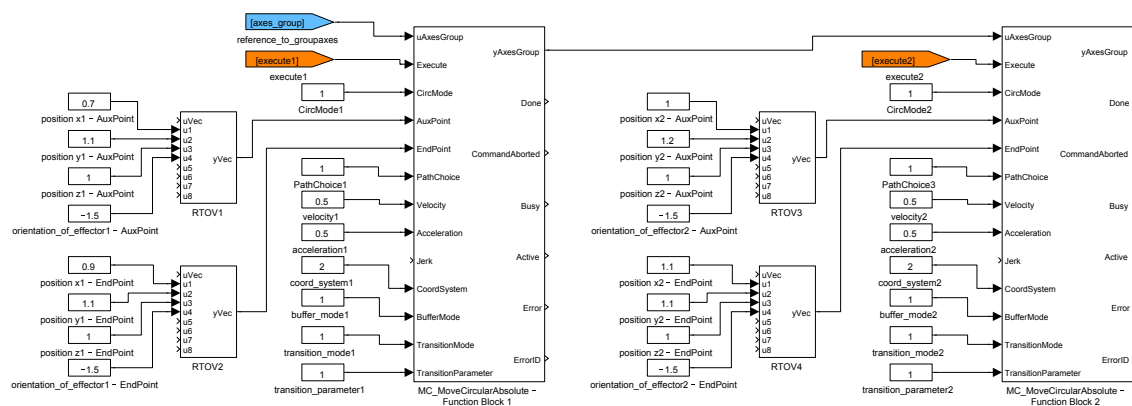 [axes_group]
reference_to_groupaxes
[execute1]
execute1
1
CircMode1
0.7
position x1 − AuxPoint
1.1
position y1 − AuxPoint
1
position z1 − AuxPoint
−1.5
orientation_of_effector1 − AuxPoint
uVec
u1
u2
u3
u4
u5
u6
u7
u8
yVec
RTOV1
0.9
position x1 − EndPoint
1.1
position y1 − EndPoint
1
position z1 − EndPoint
−1.5
orientation_of_effector1 − EndPoint
uVec
u1
u2
u3
u4
u5
u6
u7
u8
yVec
RTOV2
1
PathChoice1
0.5
velocity1
0.5
acceleration1
2
coord_system1
1
buffer_mode1
1
transition_mode1
1
transition_parameter1
uAxesGroup
Execute
CircMode
AuxPoint
EndPoint
PathChoice
Velocity
Acceleration
Jerk
CoordSystem
BufferMode
TransitionMode
TransitionParameter
yAxesGroup
Done
CommandAborted
Busy
Active
Error
ErrorID
MC_MoveCircularAbsolute −
Function Block 1
[execute2]
execute2
1
CircMode2
1
position x2 − AuxPoint
1.2
position y2 − AuxPoint
1
position z2 − AuxPoint
−1.5
orientation_of_effector2 − AuxPoint
uVec
u1
u2
u3
u4
u5
u6
u7
u8
yVec
RTOV3
1.1
position x2 − EndPoint
1.1
position y2 − EndPoint
1
position z2 − EndPoint
−1.5
orientation_of_effector2 − EndPoint
uVec
u1
u2
u3
u4
u5
u6
u7
u8
yVec
RTOV4
1
PathChoice3
0.5
velocity2
0.5
acceleration2
2
coord_system2
1
buffer_mode2
1
transition_mode2
1
transition_parameter2
uAxesGroup
Execute
CircMode
AuxPoint
EndPoint
PathChoice
Velocity
Acceleration
Jerk
CoordSystem
BufferMode
TransitionMode
TransitionParameter
yAxesGroup
Done
CommandAborted
Busy
Active
Error
ErrorID
MC_MoveCircularAbsolute −
Function Block 2